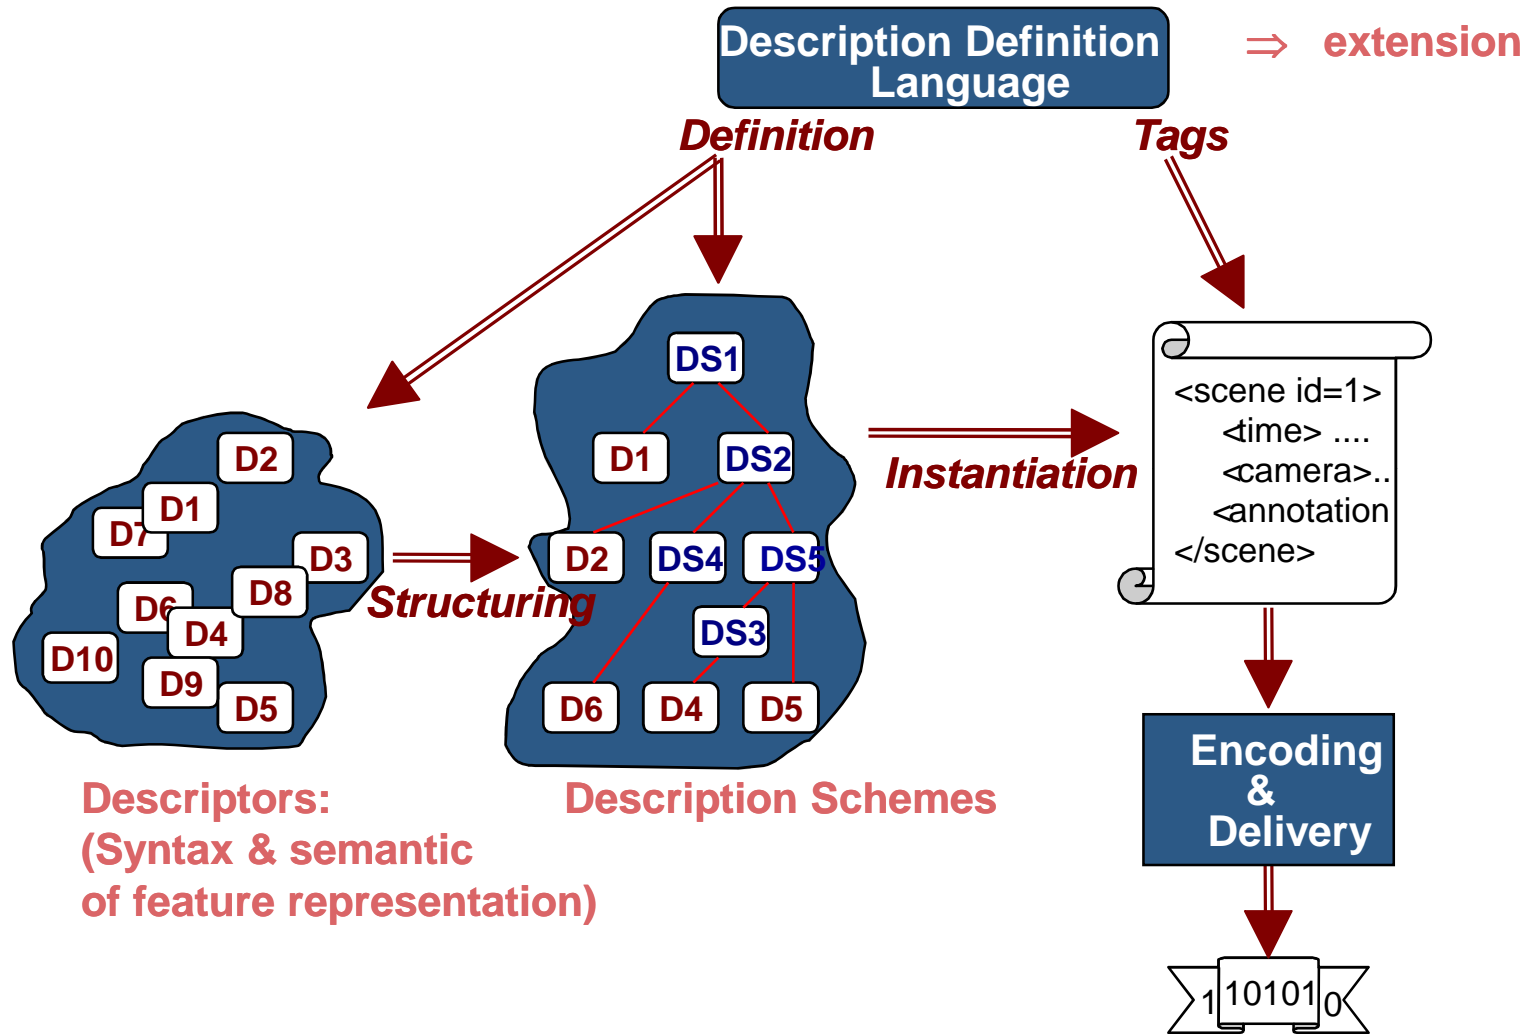 Description Definition
Language
⇒ extension
Definition
Tags
DS1
D1
DS2
D2
DS4
DS5
DS3
D6
D4
D5
D2
D1
D7
D3
D8
D6
D4
D10
D9
D5
Structuring
Instantiation
<scene id=1>
<time> ....
<camera>..
<annotation
</scene>
Descriptors:
(Syntax & semantic
of feature representation)
Description Schemes
Encoding
&
Delivery
1 10101 0